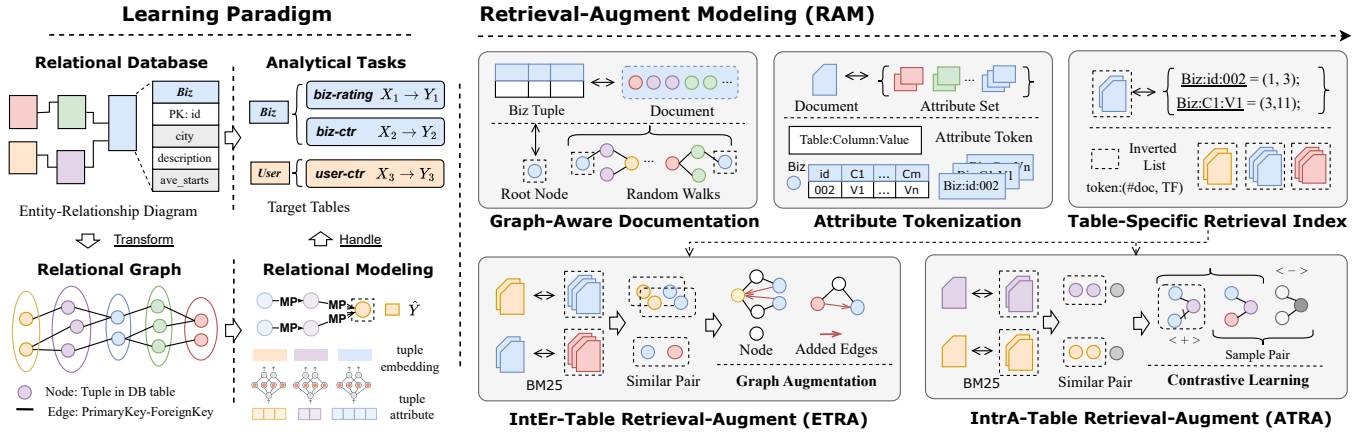 Learning Paradigm
Relational Database
Biz
PK: id
city
description
ave_starts
Entity-Relationship Diagram
Analytical Tasks
Biz
biz-rating X₁ → Y₁
biz-ctr X₂ → Y₂
User
user-ctr X₃ → Y₃
Target Tables
Transform
Handle
Relational Graph
Node: Tuple in DB table
Edge: PrimaryKey-ForeignKey
Relational Modeling
MP
MP
MP
MP
Ŷ
tuple
embedding
tuple
attribute
Retrieval-Augment Modeling (RAM)
Biz Tuple
Document
...
Root Node
...
Random Walks
Graph-Aware Documentation
Document
...
Attribute Set
Table:Column:Value
Attribute Token
Biz
id C1 ... Cm
002 V1 ... Vn
Biz:id:002
Attribute Tokenization
Biz:id:002 = (1, 3);
Biz:C1:V1 = (3,11);
Inverted
List
token:(#doc, TF)
Table-Specific Retrieval Index
BM25
Similar Pair
Node
Added Edges
Graph Augmentation
IntEr-Table Retrieval-Augment (ETRA)
BM25
Similar Pair
< + >
< − >
Sample Pair
Contrastive Learning
IntrA-Table Retrieval-Augment (ATRA)